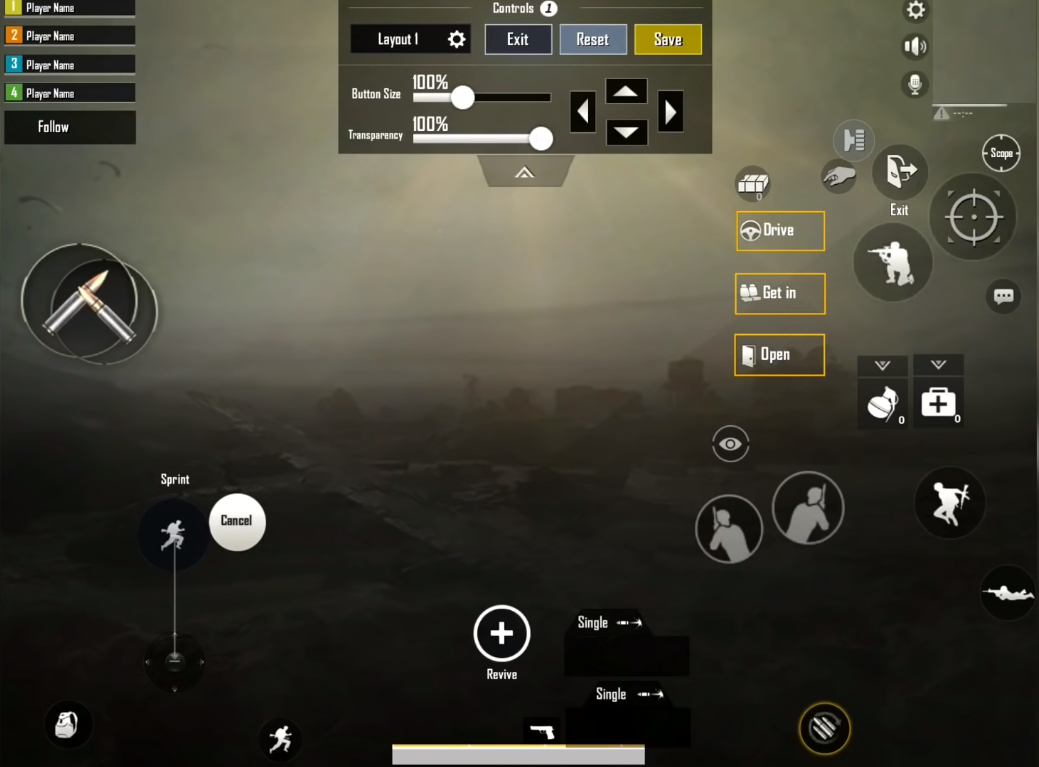 Controls 1
1 Player Name
2 Player Name
3 Player Name
4 Player Name
Follow
Layout 1
Exit
Reset
Save
Button Size 100%
Transparency 100%
Scope
Exit
0
Drive
Get in
Open
0
0
Sprint
Cancel
Single
Revive
Single